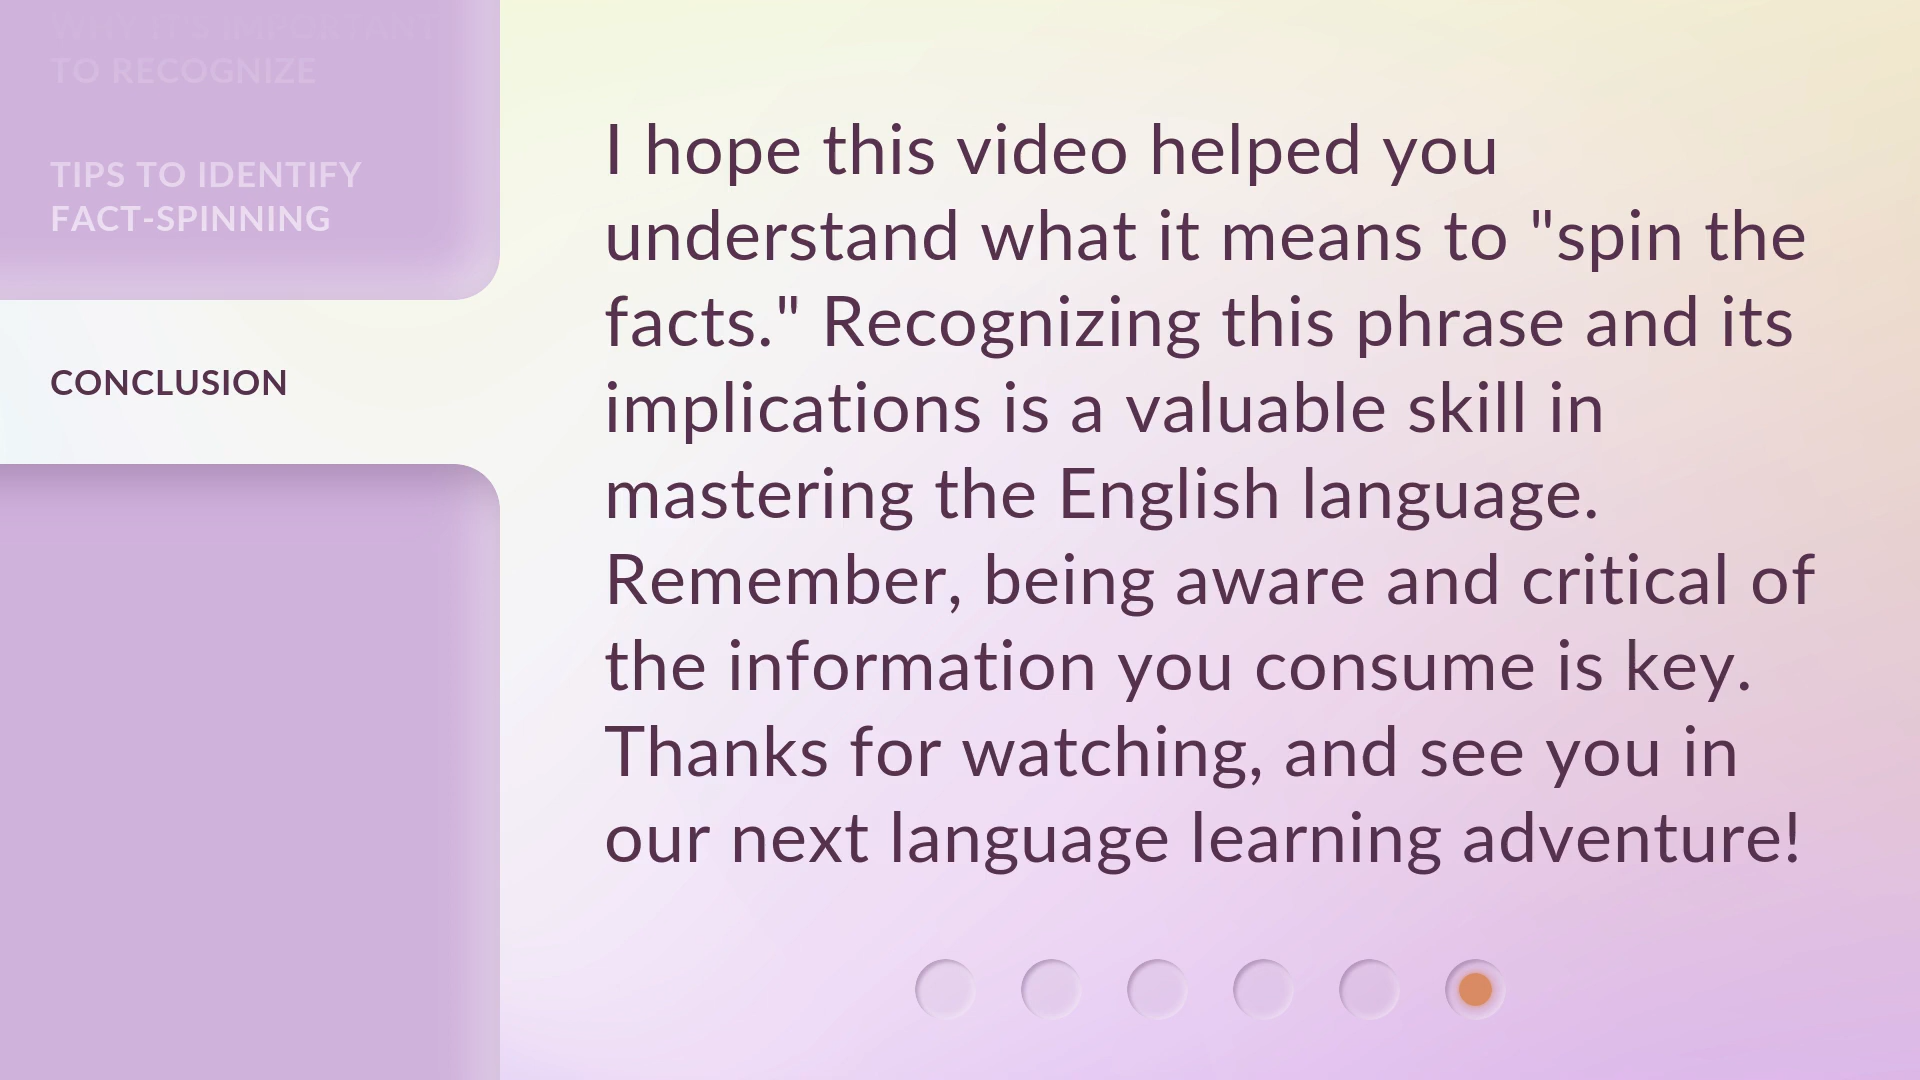 WHY IT'S IMPORTANT
TO RECOGNIZE
TIPS TO IDENTIFY
FACT-SPINNING
CONCLUSION
I hope this video helped you
understand what it means to "spin the
facts." Recognizing this phrase and its
implications is a valuable skill in
mastering the English language.
Remember, being aware and critical of
the information you consume is key.
Thanks for watching, and see you in
our next language learning adventure!